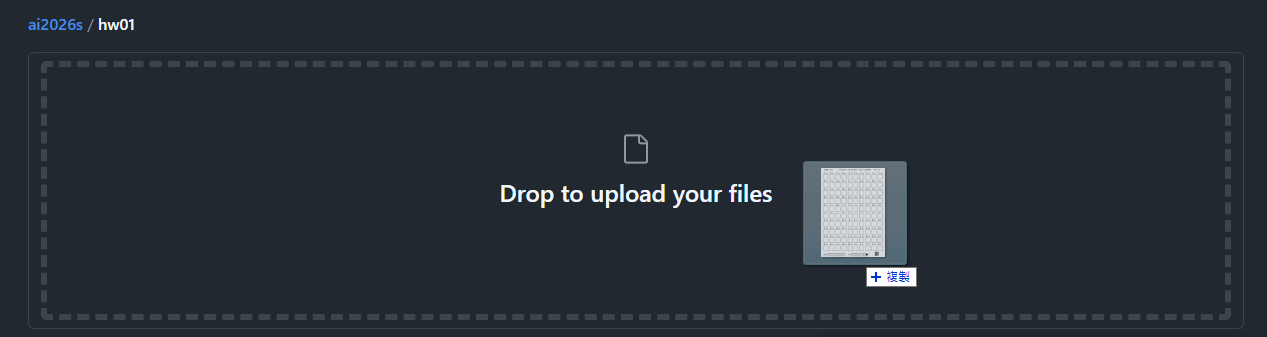 ai2026s / hw01
Drop to upload your files
+ 複製